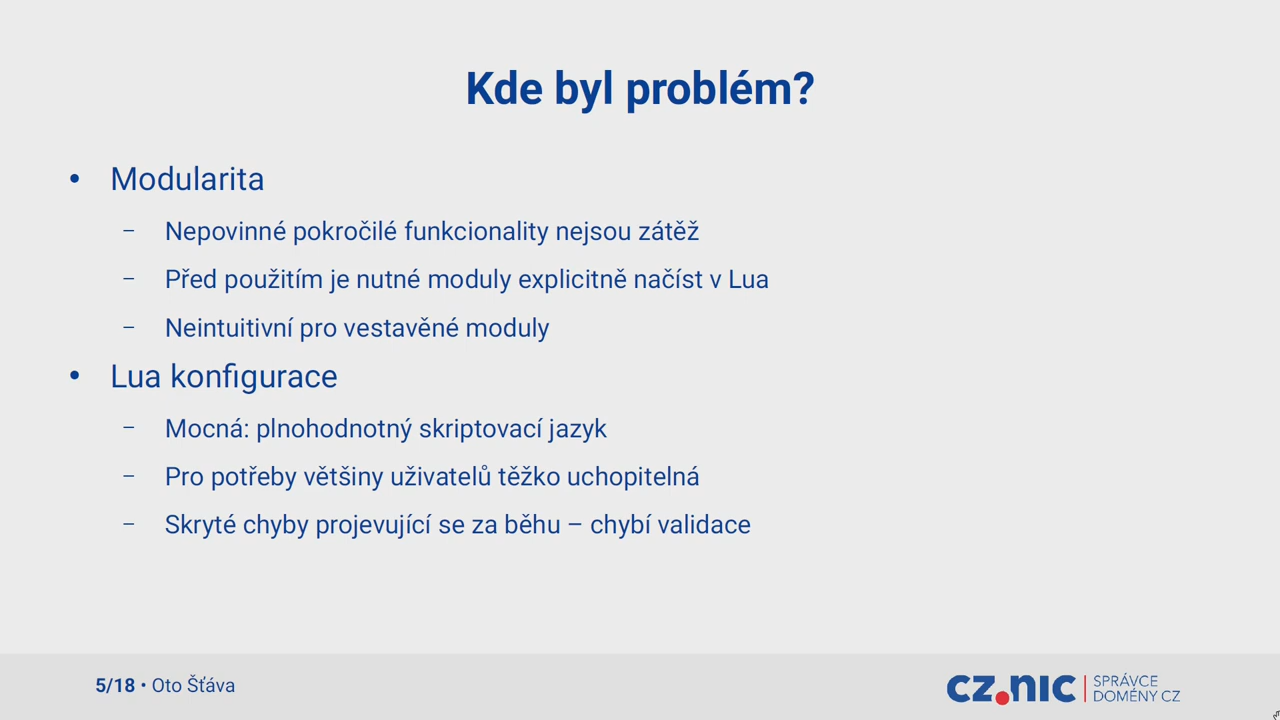 Kde byl problém?
• Modularita
– Nepovinné pokročilé funkcionality nejsou zátěž
– Před použitím je nutné moduly explicitně načíst v Lua
– Neintuitivní pro vestavěné moduly
• Lua konfigurace
– Mocná: plnohodnotný skriptovací jazyk
– Pro potřeby většiny uživatelů těžko uchopitelná
– Skryté chyby projevující se za běhu – chybí validace
5/18 • Oto Šťáva
CZ.NIC | SPRÁVCE
DOMÉNY CZ